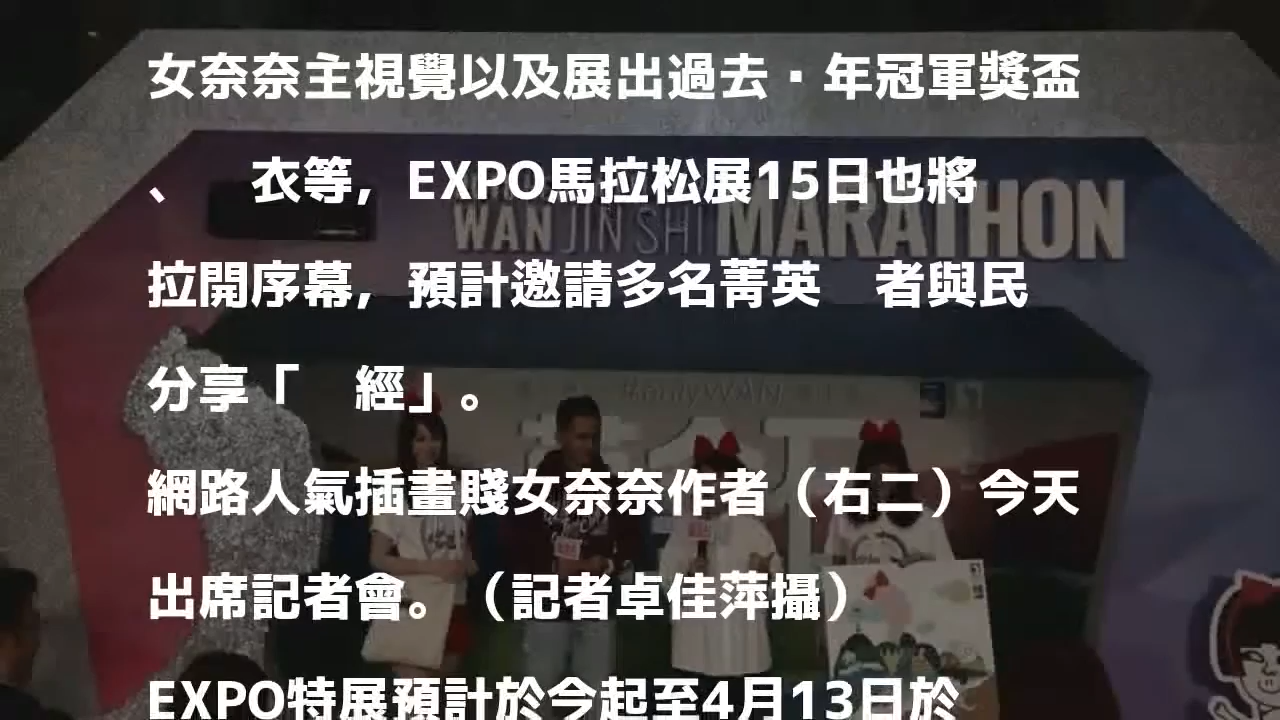 女奈奈主視覺以及展出過去·年冠軍獎盃
、　衣等，EXPO馬拉松展15日也將
WAN JIN SHI MARATHON
拉開序幕，預計邀請多名菁英　者與民
分享「　經」。
網路人氣插畫賤女奈奈作者（右二）今天
出席記者會。（記者卓佳萍攝）
EXPO特展預計於今起至4月13日於